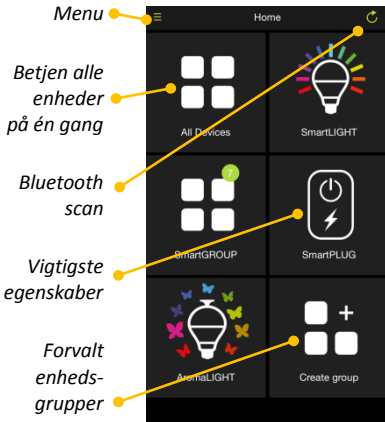 Menu
Betjen alle
enheder
på én gang
Bluetooth
scan
Vigtigste
egenskaber
Forvalt
enheds-
grupper
Home
All Devices
SmartLIGHT
7
SmartGROUP
SmartPLUG
AromaLIGHT
Create group